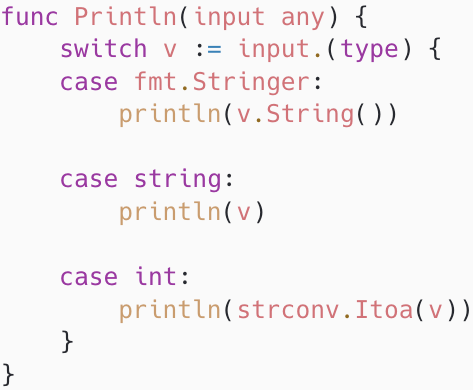 func Println(input any) {
    switch v := input.(type) {
    case fmt.Stringer:
        println(v.String())

    case string:
        println(v)

    case int:
        println(strconv.Itoa(v))
    }
}